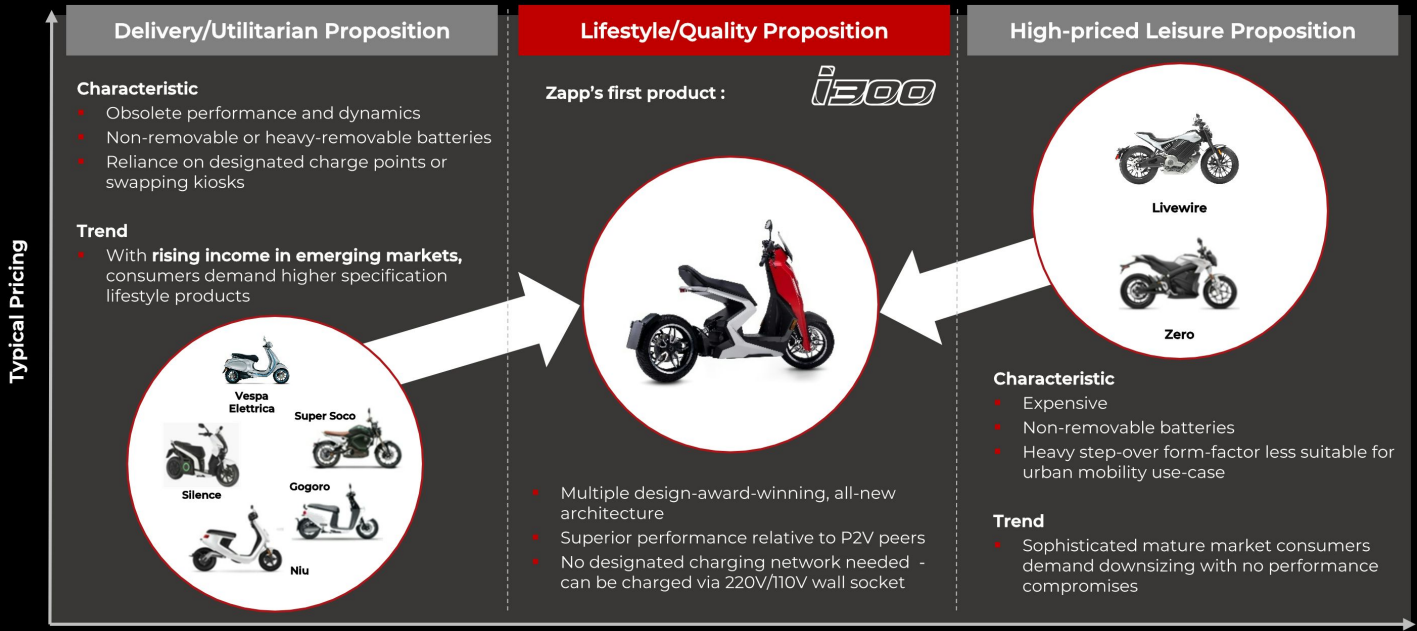 Typical Pricing
Delivery/Utilitarian Proposition
Characteristic
Obsolete performance and dynamics
Non-removable or heavy-removable batteries
Reliance on designated charge points or
swapping kiosks
Trend
With rising income in emerging markets,
consumers demand higher specification
lifestyle products
Vespa
Elettrica
Super Soco
Silence
Gogoro
Niu
Lifestyle/Quality Proposition
Zapp's first product :
i300
Multiple design-award-winning, all-new
architecture
Superior performance relative to P2V peers
No designated charging network needed -
can be charged via 220V/110V wall socket
High-priced Leisure Proposition
Livewire
Zero
Characteristic
Expensive
Non-removable batteries
Heavy step-over form-factor less suitable for
urban mobility use-case
Trend
Sophisticated mature market consumers
demand downsizing with no performance
compromises